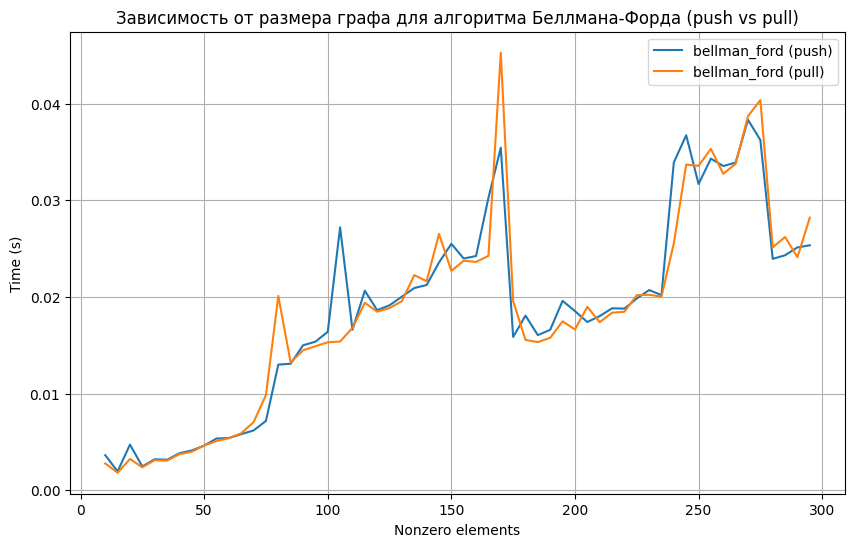 Зависимость от размера графа для алгоритма Беллмана-Форда (push vs pull)
bellman_ford (push)
bellman_ford (pull)
Time (s)
0.04
0.03
0.02
0.01
0.00
0
50
100
150
200
250
300
Nonzero elements